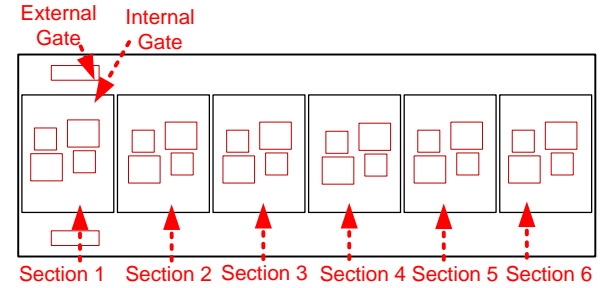 External
Gate
Internal
Gate
Section 1
Section 2
Section 3
Section 4
Section 5
Section 6